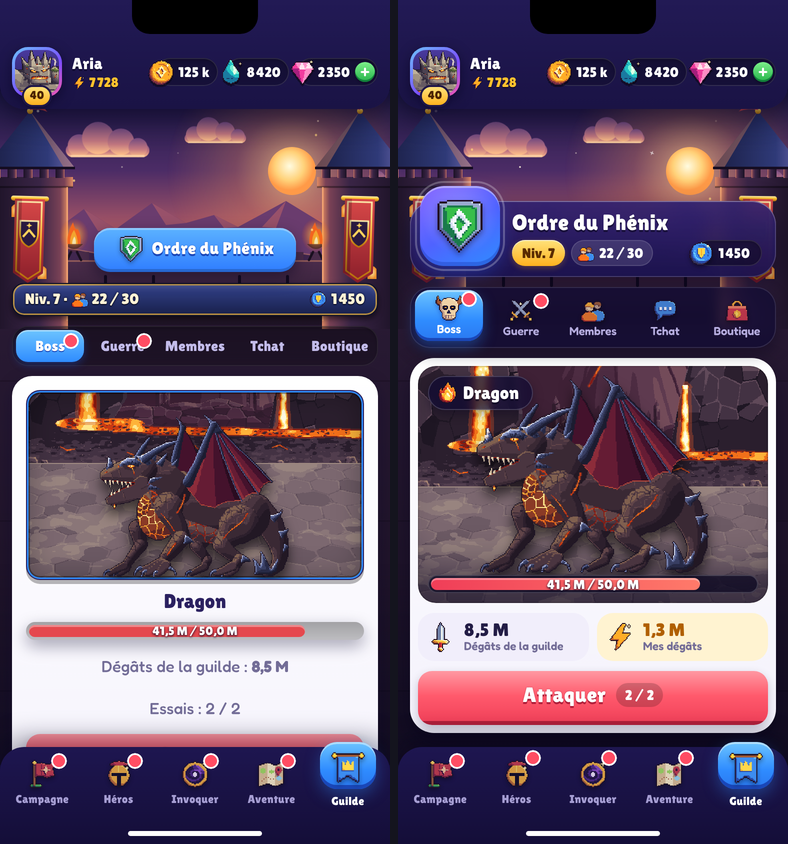 Aria
7728
40
125 k
8420
2350
Ordre du Phénix
Niv. 7 · 22 / 30
1450
Boss
Guerre
Membres
Tchat
Boutique
Dragon
41,5 M / 50,0 M
Dégâts de la guilde : 8,5 M
Essais : 2 / 2
Campagne
Héros
Invoquer
Aventure
Guilde
Aria
7728
40
125 k
8420
2350
Ordre du Phénix
Niv. 7
22 / 30
1450
Boss
Guerre
Membres
Tchat
Boutique
Dragon
41,5 M / 50,0 M
8,5 M
Dégâts de la guilde
1,3 M
Mes dégâts
Attaquer 2 / 2
Campagne
Héros
Invoquer
Aventure
Guilde